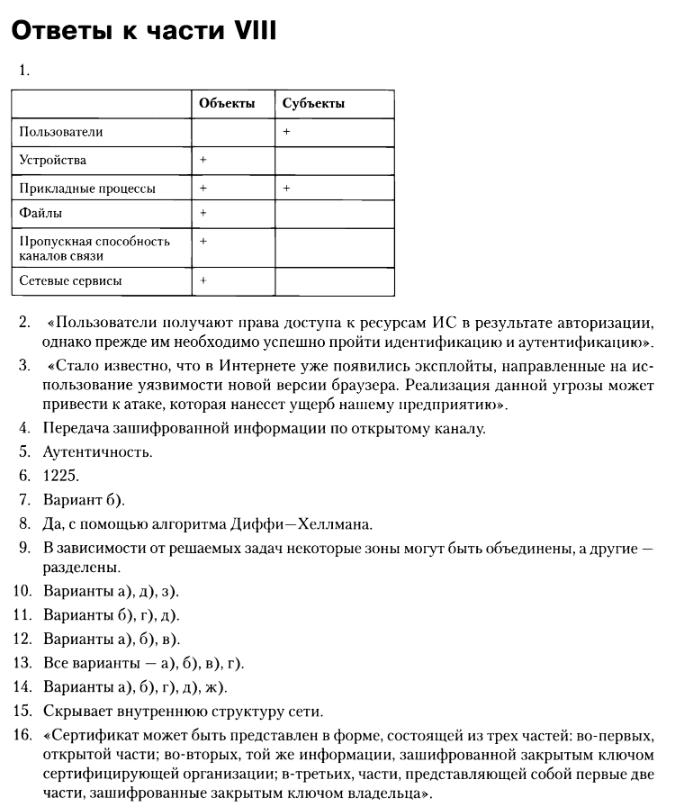 Ответы к части VIII
1.
Объекты Субъекты
Пользователи +
Устройства +
Прикладные процессы + +
Файлы +
Пропускная способность
каналов связи +
Сетевые сервисы +
2. «Пользователи получают права доступа к ресурсам ИС в результате авторизации,
однако прежде им необходимо успешно пройти идентификацию и аутентификацию».
3. «Стало известно, что в Интернете уже появились эксплойты, направленные на ис-
пользование уязвимости новой версии браузера. Реализация данной угрозы может
привести к атаке, которая нанесет ущерб нашему предприятию».
4. Передача зашифрованной информации по открытому каналу.
5. Аутентичность.
6. 1225.
7. Вариант б).
8. Да, с помощью алгоритма Диффи—Хеллмана.
9. В зависимости от решаемых задач некоторые зоны могут быть объединены, а другие —
разделены.
10. Варианты а), д), з).
11. Варианты б), г), д).
12. Варианты а), б), в).
13. Все варианты — а), б), в), г).
14. Варианты а), б), г), д), ж).
15. Скрывает внутреннюю структуру сети.
16. «Сертификат может быть представлен в форме, состоящей из трех частей: во-первых,
открытой части; во-вторых, той же информации, зашифрованной закрытым ключом
сертифицирующей организации; в-третьих, части, представляющей собой первые две
части, зашифрованные закрытым ключом владельца».